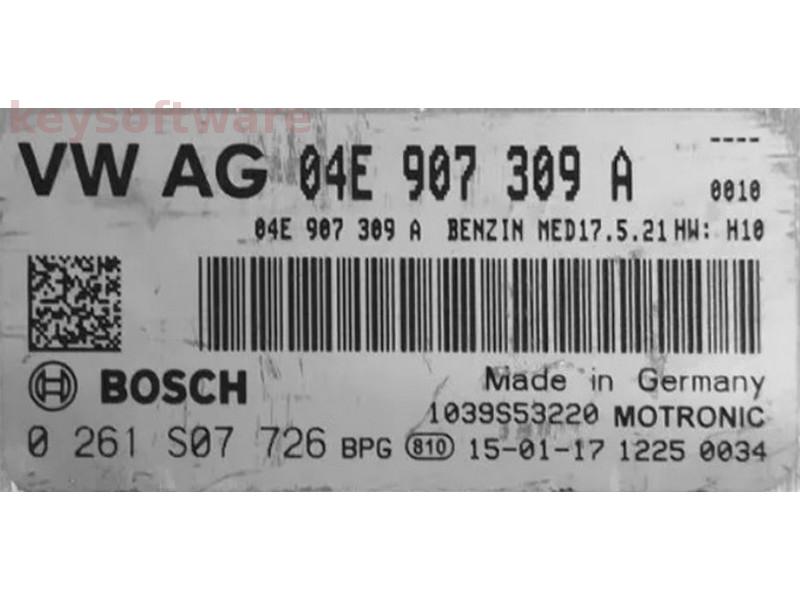 keysoftware
----
VW AG 04E 907 309 A 0010
04E 907 309 A BENZIN MED17.5.21 HW: H10
BOSCH Made in Germany
1039S53220 MOTRONIC
0 261 S07 726 BPG 810 15-01-17 1225 0034